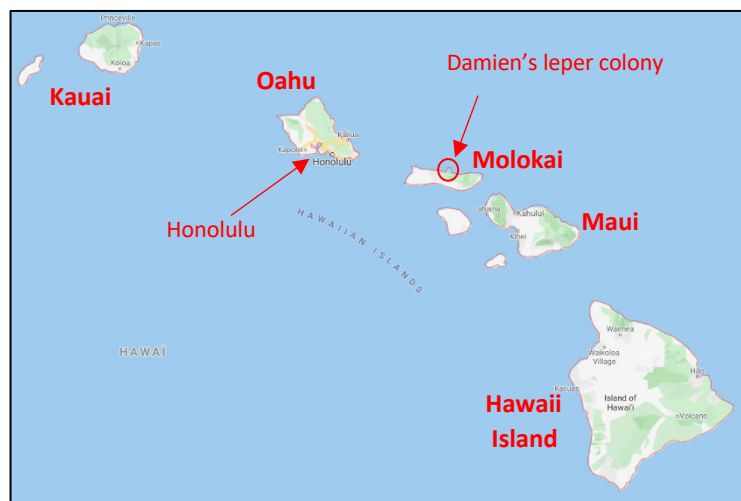 Princeville
Kapaa
Koloa
Kauai
Oahu
Kailua
Kapolei
Honolulu
Honolulu
Damien's leper colony
Molokai
Lahaina
Kahului
Kihei
Maui
HAWAIIAN ISLANDS
HAWAI
Waimea
Waikoloa
Village
Hilo
Kailua
Island of
Hawai'i
Volcano
Hawaii
Island